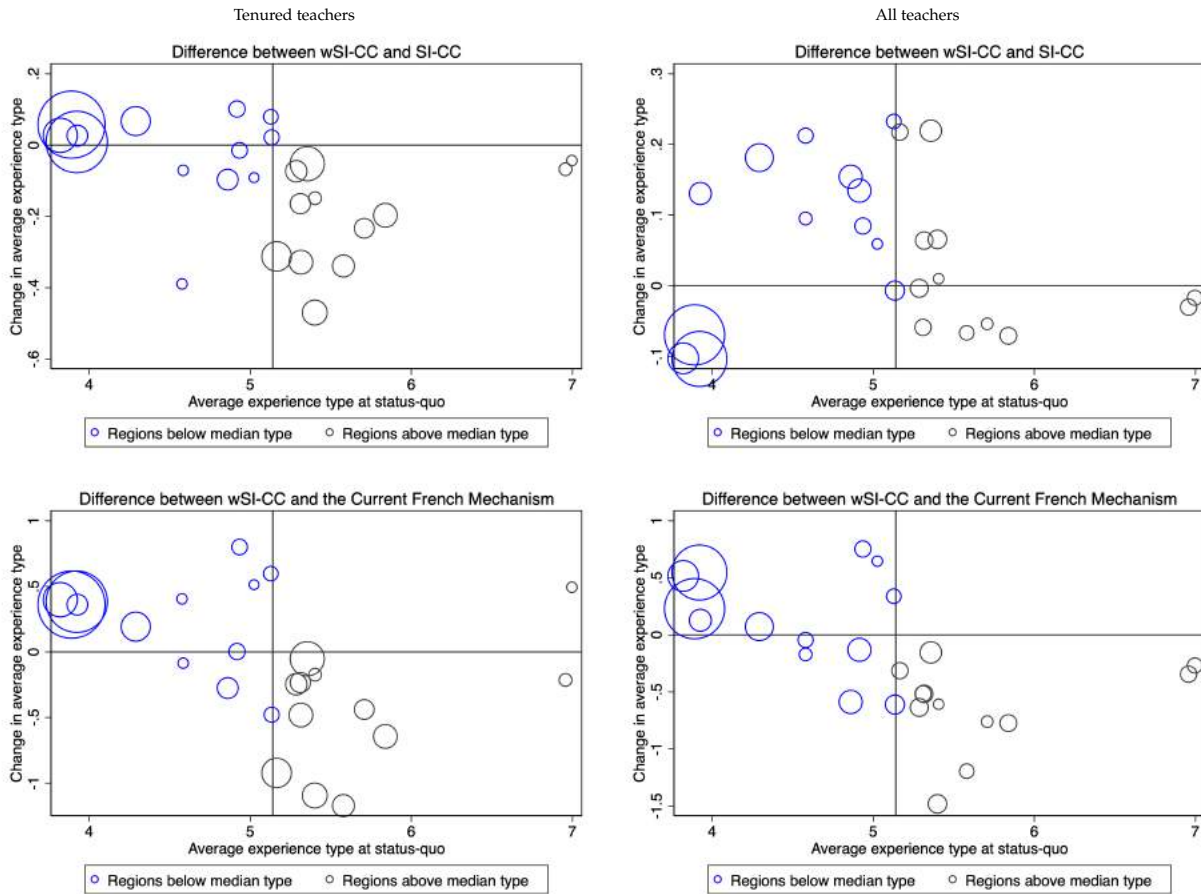 Tenured teachers
All teachers
Difference between wSI-CC and SI-CC
Change in average experience type
.2
0
-.2
-.4
-.6
4
5
6
7
Average experience type at status-quo
Regions below median type
Regions above median type
Difference between wSI-CC and SI-CC
Change in average experience type
.3
.2
0.1
0
-.1
4
5
6
7
Average experience type at status-quo
Regions below median type
Regions above median type
Difference between wSI-CC and the Current French Mechanism
Change in average experience type
1
.5
0
-.5
-1
4
5
6
7
Average experience type at status-quo
Regions below median type
Regions above median type
Difference between wSI-CC and the Current French Mechanism
Change in average experience type
1
.5
0
-.5
-1
-1.5
4
5
6
7
Average experience type at status-quo
Regions below median type
Regions above median type